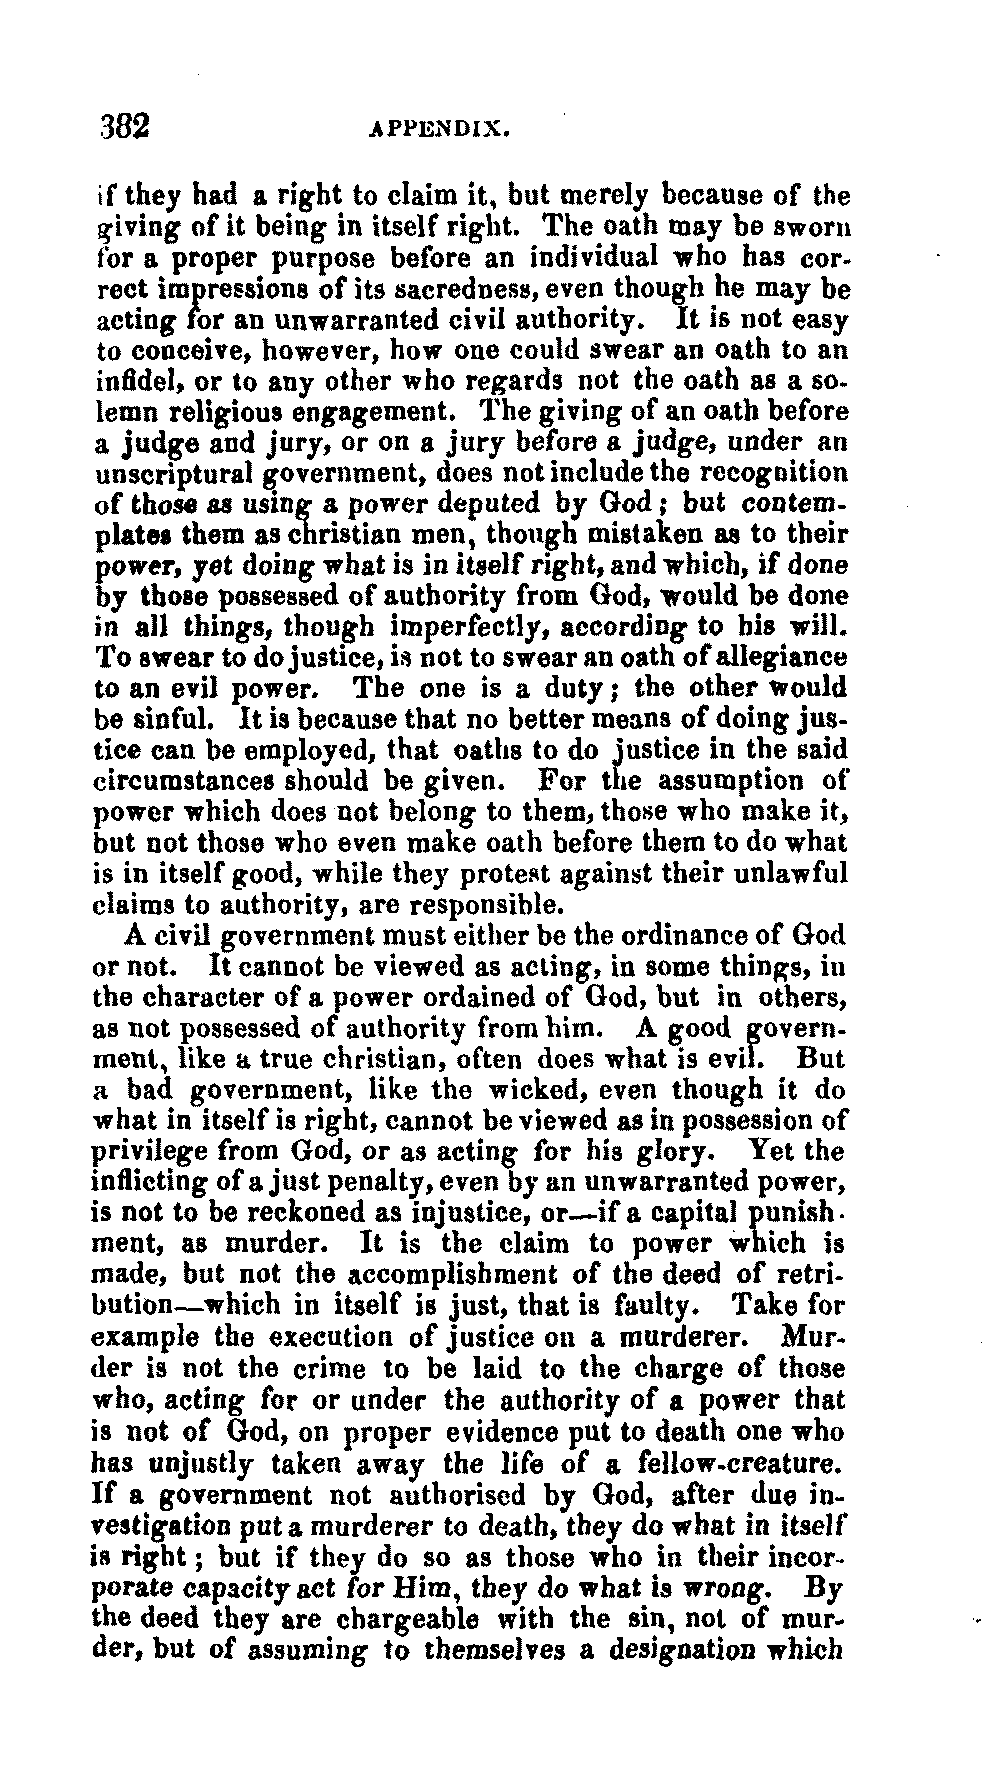 382 APPENDIX.
if they had a right to claim it, but merely because of the
giving of it being in itself right. The oath may be sworn
for a proper purpose before an individual who has cor-
rect impressions of its sacredness, even though he may be
acting for an unwarranted civil authority. It is not easy
to conceive, however, how one could swear an oath to an
infidel, or to any other who regards not the oath as a so-
lemn religious engagement. The giving of an oath before
a judge and jury, or on a jury before a judge, under an
unscriptural government, does not include the recognition
of those as using a power deputed by God; but contem-
plates them as christian men, though mistaken as to their
power, yet doing what is in itself right, and which, if done
by those possessed of authority from God, would be done
in all things, though imperfectly, according to his will.
To swear to do justice, is not to swear an oath of allegiance
to an evil power. The one is a duty; the other would
be sinful. It is because that no better means of doing jus-
tice can be employed, that oaths to do justice in the said
circumstances should be given. For the assumption of
power which does not belong to them, those who make it,
but not those who even make oath before them to do what
is in itself good, while they protest against their unlawful
claims to authority, are responsible.
A civil government must either be the ordinance of God
or not. It cannot be viewed as acting, in some things, in
the character of a power ordained of God, but in others,
as not possessed of authority from him. A good govern-
ment, like a true christian, often does what is evil. But
a bad government, like the wicked, even though it do
what in itself is right, cannot be viewed as in possession of
privilege from God, or as acting for his glory. Yet the
inflicting of a just penalty, even by an unwarranted power,
is not to be reckoned as injustice, or—if a capital punish-
ment, as murder. It is the claim to power which is
made, but not the accomplishment of the deed of retri-
bution—which in itself is just, that is faulty. Take for
example the execution of justice on a murderer. Mur-
der is not the crime to be laid to the charge of those
who, acting for or under the authority of a power that
is not of God, on proper evidence put to death one who
has unjustly taken away the life of a fellow-creature.
If a government not authorised by God, after due in-
vestigation put a murderer to death, they do what in itself
is right; but if they do so as those who in their incor-
porate capacity act for Him, they do what is wrong. By
the deed they are chargeable with the sin, not of mur-
der, but of assuming to themselves a designation which